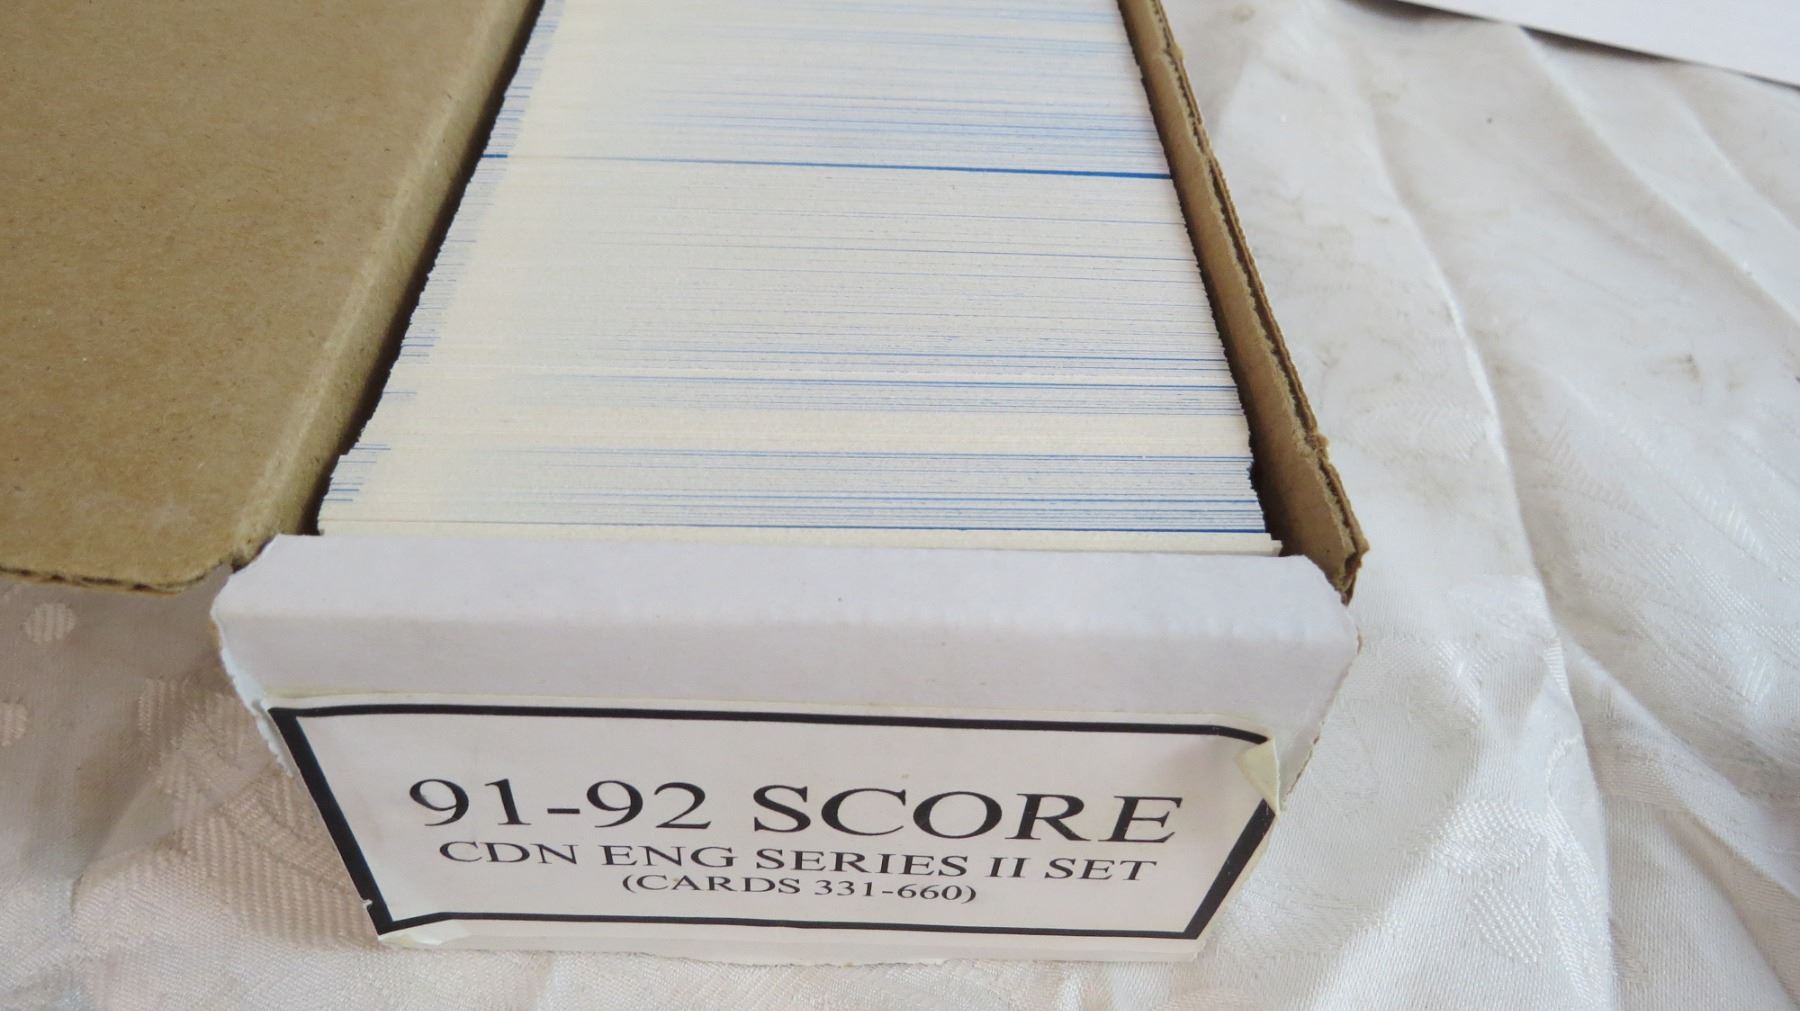 91-92 SCORE
CDN ENG SERIES II SET
(CARDS 331-660)